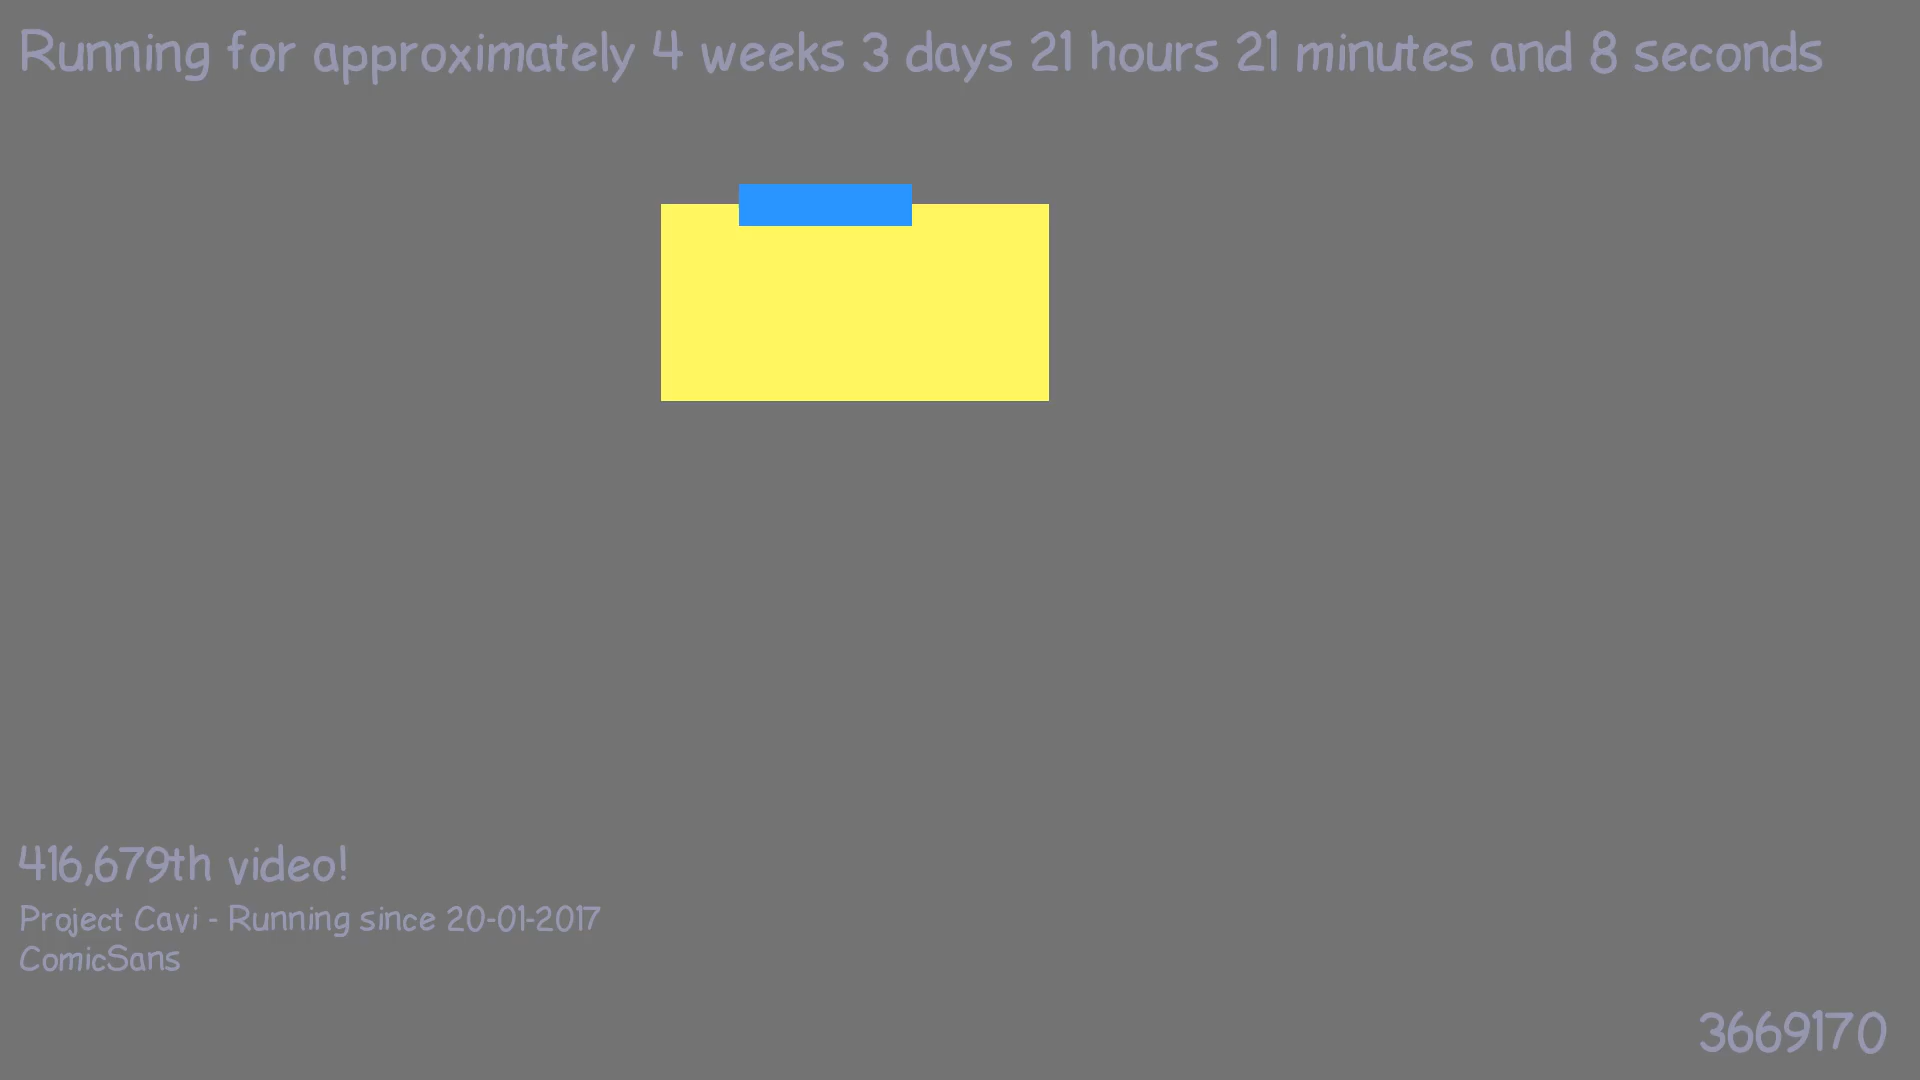 Running for approximately 4 weeks 3 days 21 hours 21 minutes and 8 seconds
416,679th video!
Project Cavi - Running since 20-01-2017
ComicSans
3669170